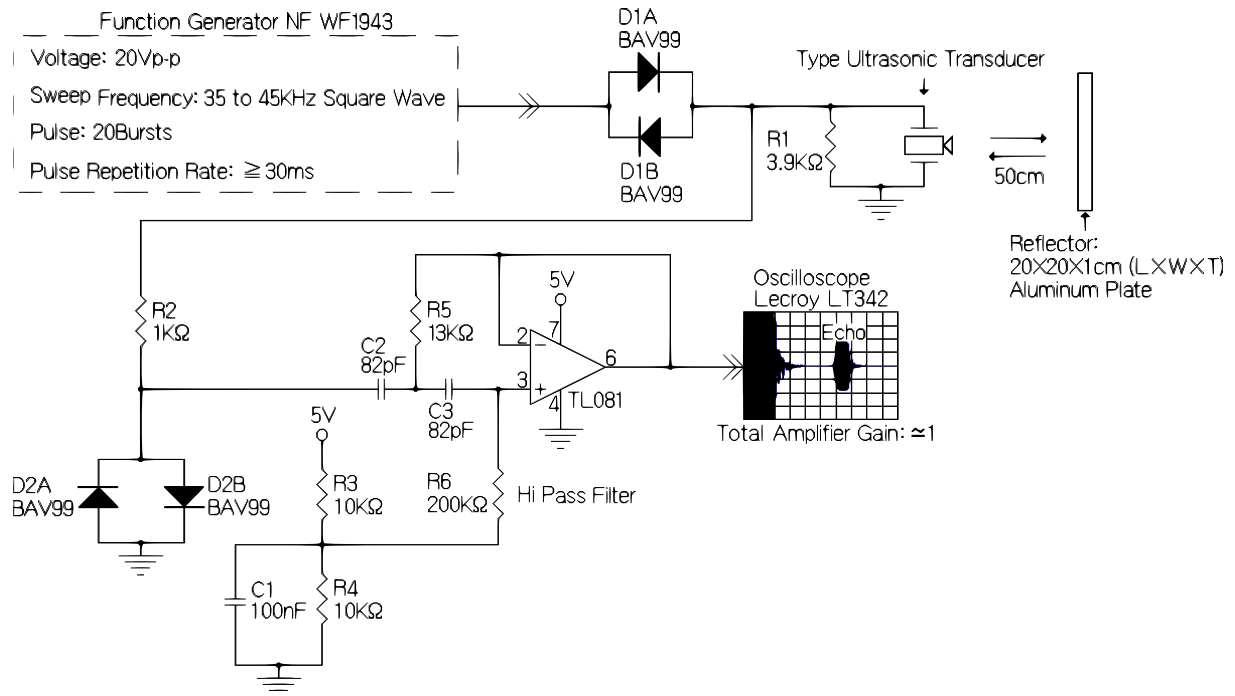 Function Generator NF WF1943
Voltage: 20Vp-p
Sweep Frequency: 35 to 45KHz Square Wave
Pulse: 20Bursts
Pulse Repetition Rate: ≧30ms
D1A
BAV99
D1B
BAV99
Type Ultrasonic Transducer
R1
3.9KΩ
50cm
Reflector:
20X20X1cm (LXWXT)
Aluminum Plate
R2
1KΩ
R5
13KΩ
5V
C2
82pF
C3
82pF
2
7
6
3
4
−
+
TL081
Oscilloscope
Lecroy LT342
Echo
Total Amplifier Gain: ≃1
D2A
BAV99
D2B
BAV99
5V
R3
10KΩ
R6
200KΩ
Hi Pass Filter
C1
100nF
R4
10KΩ